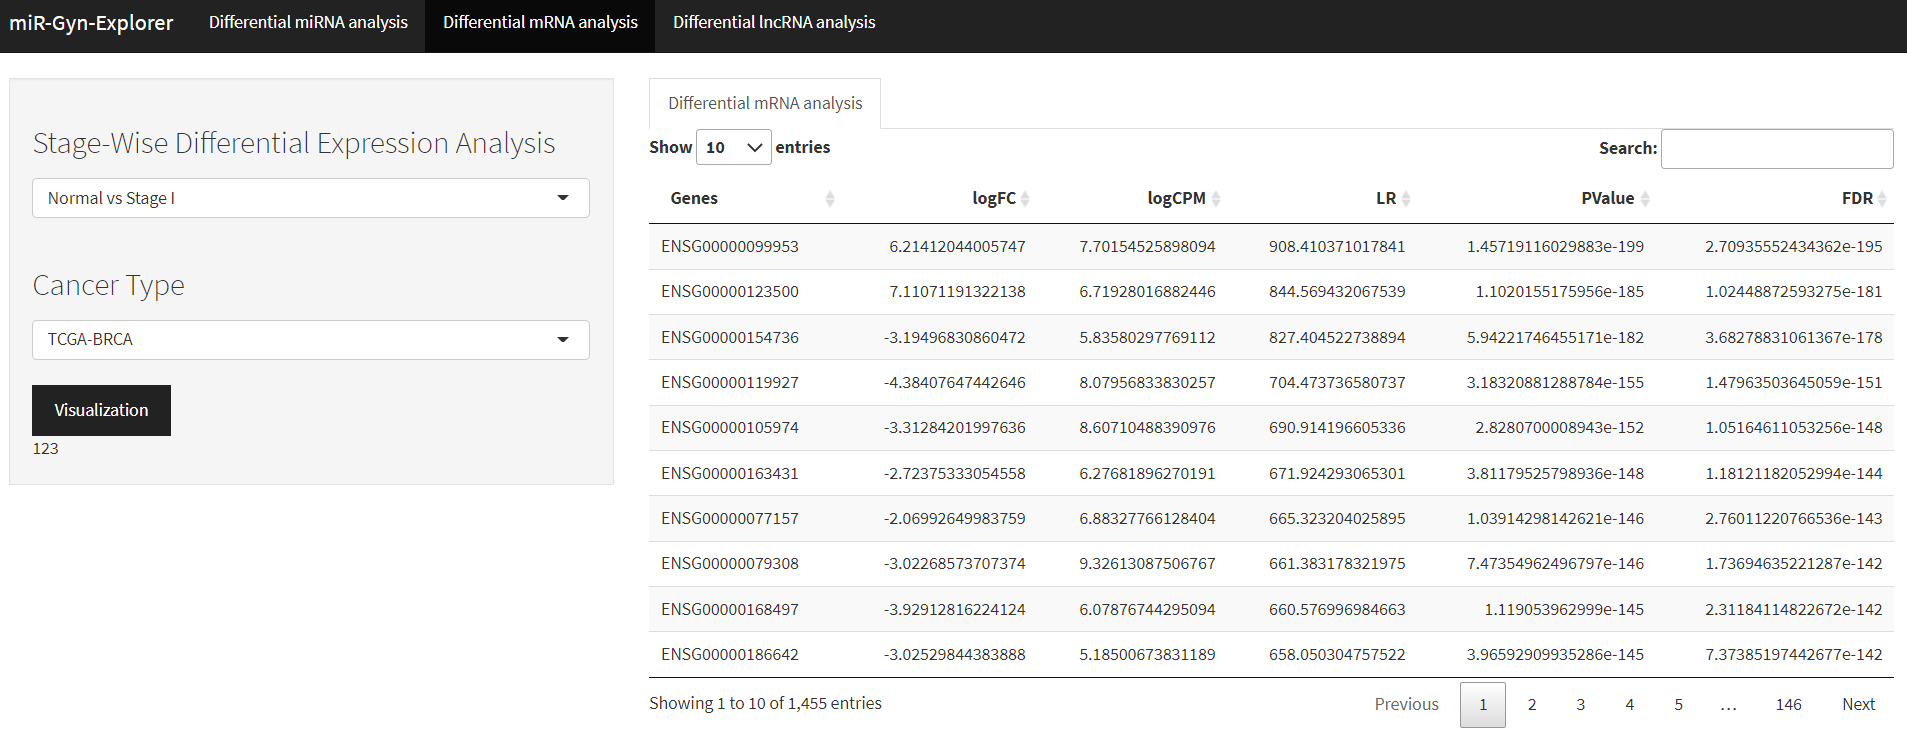 miR-Gyn-Explorer Differential miRNA analysis Differential mRNA analysis Differential lncRNA analysis
Stage-Wise Differential Expression Analysis
Normal vs Stage I
Cancer Type
TCGA-BRCA
Visualization
123
Differential mRNA analysis
Show 10 entries Search:
Genes logFC logCPM LR PValue FDR
ENSG00000099953 6.21412044005747 7.70154525898094 908.410371017841 1.45719116029883e-199 2.70935552434362e-195
ENSG00000123500 7.11071191322138 6.71928016882446 844.569432067539 1.1020155175956e-185 1.02448872593275e-181
ENSG00000154736 -3.19496830860472 5.83580297769112 827.404522738894 5.94221746455171e-182 3.68278831061367e-178
ENSG00000119927 -4.38407647442646 8.07956833830257 704.473736580737 3.18320881288784e-155 1.47963503645059e-151
ENSG00000105974 -3.31284201997636 8.60710488390976 690.914196605336 2.8280700008943e-152 1.05164611053256e-148
ENSG00000163431 -2.72375333054558 6.27681896270191 671.924293065301 3.81179525798936e-148 1.18121182052994e-144
ENSG00000077157 -2.06992649983759 6.88327766128404 665.323204025895 1.03914298142621e-146 2.76011220766536e-143
ENSG00000079308 -3.02268573707374 9.32613087506767 661.383178321975 7.47354962496797e-146 1.73694635221287e-142
ENSG00000168497 -3.92912816224124 6.07876744295094 660.576996984663 1.119053962999e-145 2.31184114822672e-142
ENSG00000186642 -3.02529844383888 5.18500673831189 658.050304757522 3.96592909935286e-145 7.37385197442677e-142
Showing 1 to 10 of 1,455 entries Previous 1 2 3 4 5 … 146 Next